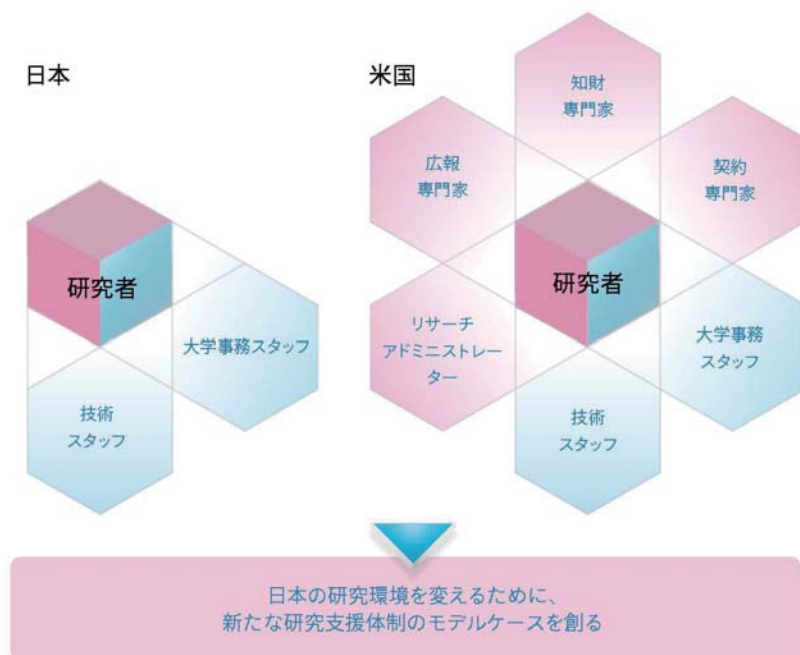 日本
研究者
大学事務スタッフ
技術
スタッフ
米国
知財
専門家
広報
専門家
契約
専門家
研究者
リサーチ
アドミニストレー
ター
大学事務
スタッフ
技術
スタッフ
日本の研究環境を変えるために、
新たな研究支援体制のモデルケースを創る